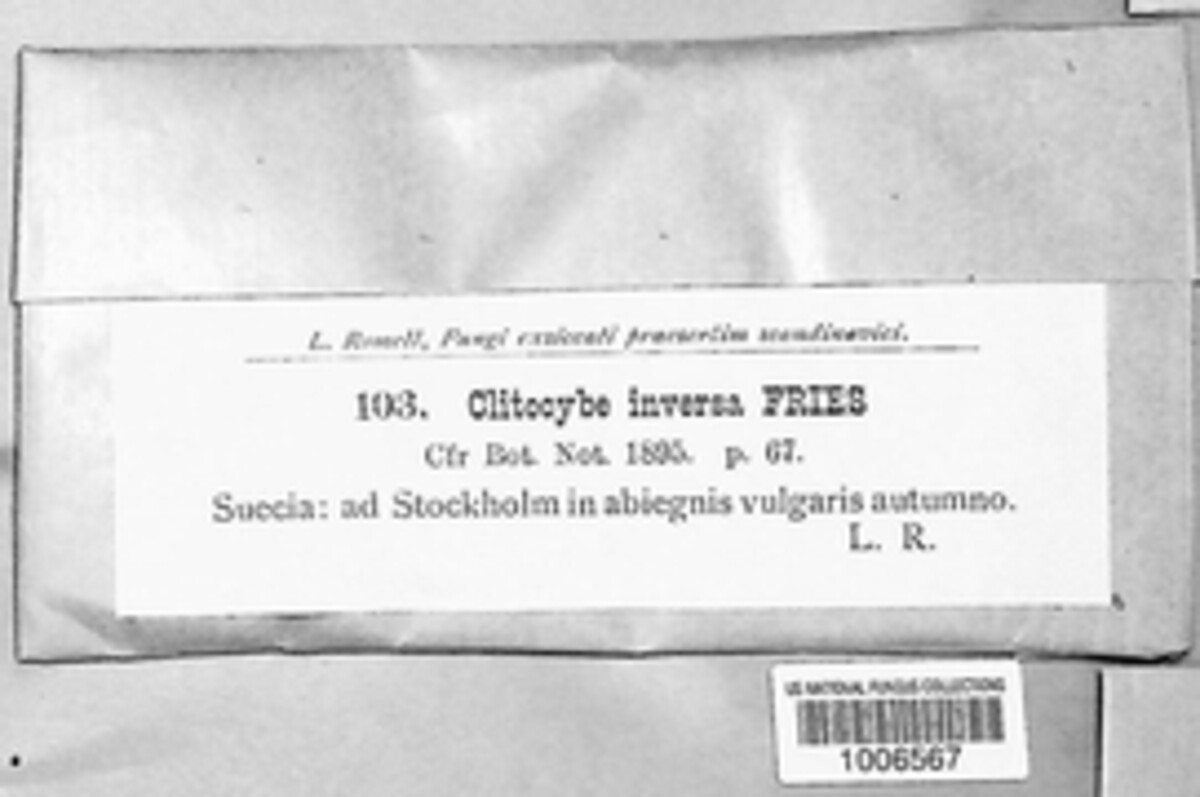 L. Romell, Fungi exsiccati præsertim scandinavici.
103. Clitocybe inversa FRIES
Cfr Bot. Not. 1895. p. 67.
Suecia: ad Stockholm in abiegnis vulgaris autumno.
L. R.
US NATIONAL FUNGUS COLLECTIONS
1006567